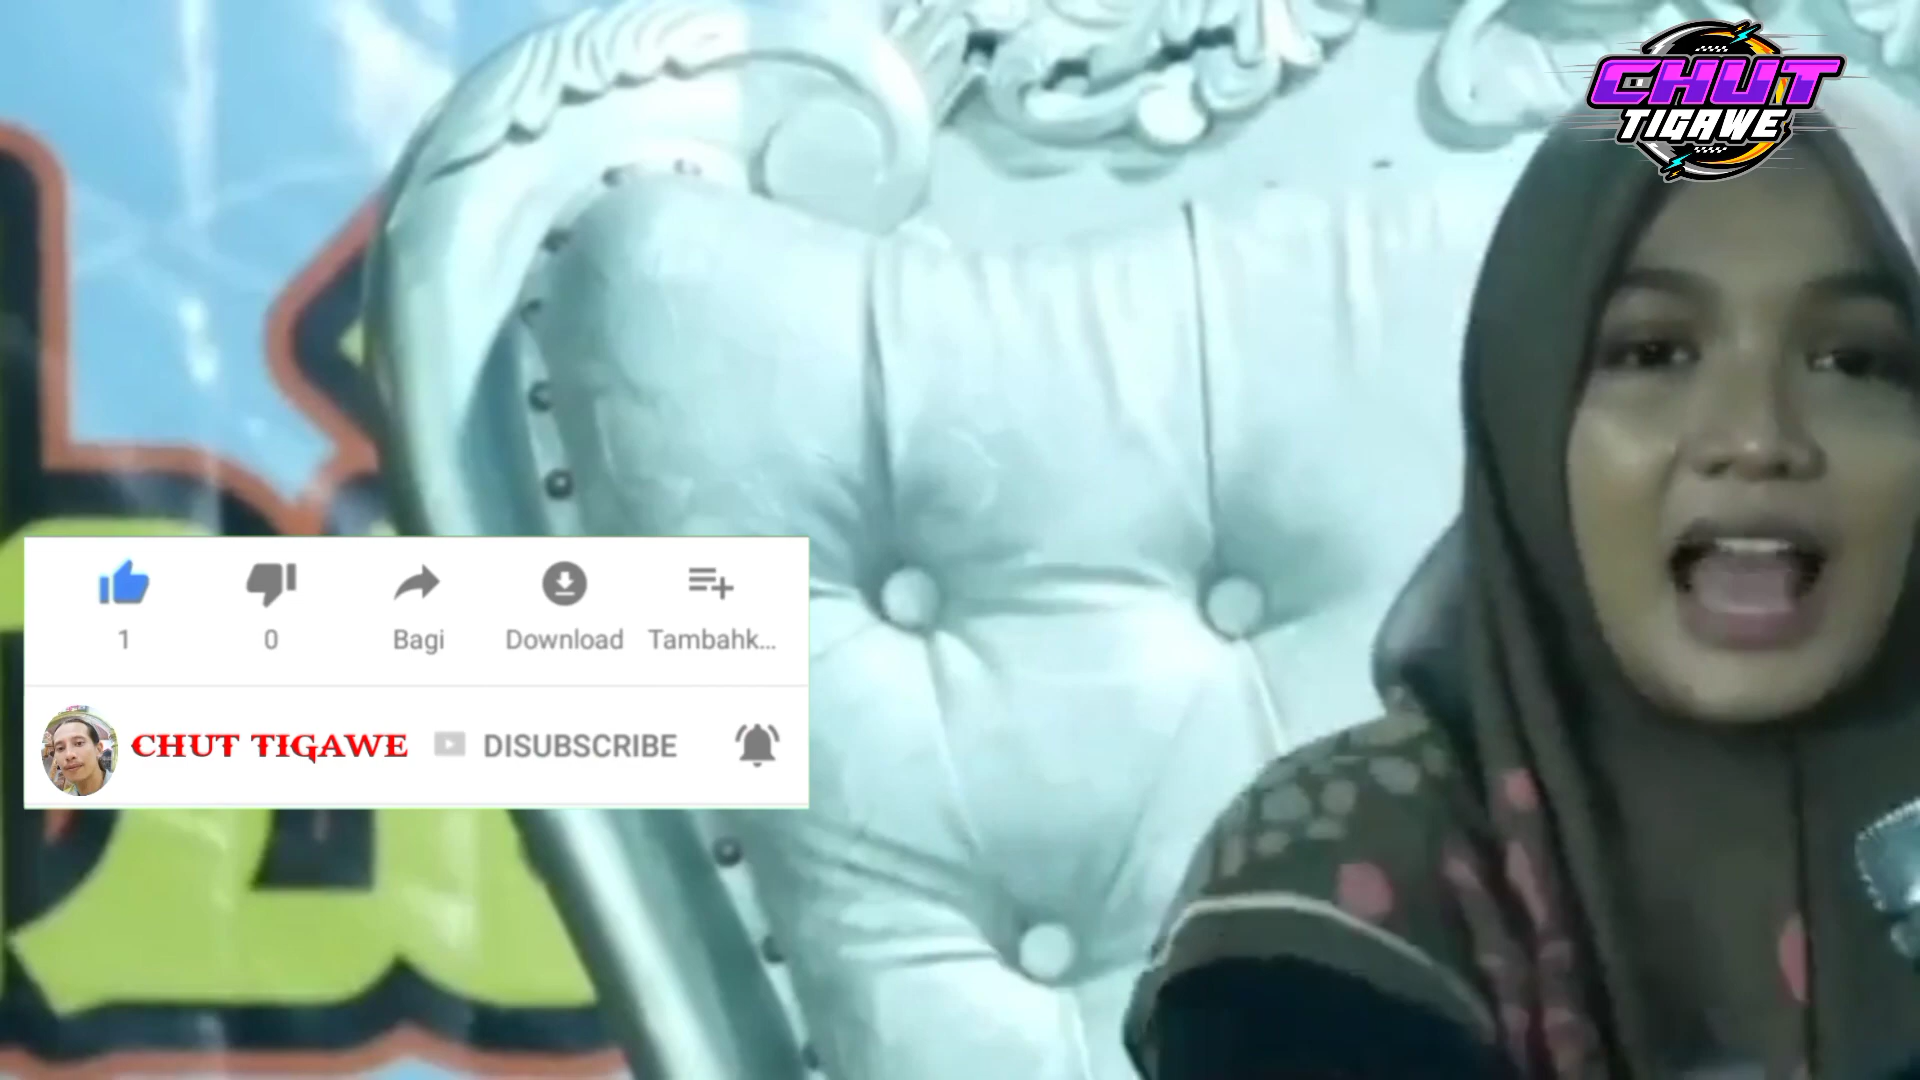 CHUT
TIGAWE
1 0 Bagi Download Tambahk...
CHUT TIGAWE DISUBSCRIBE